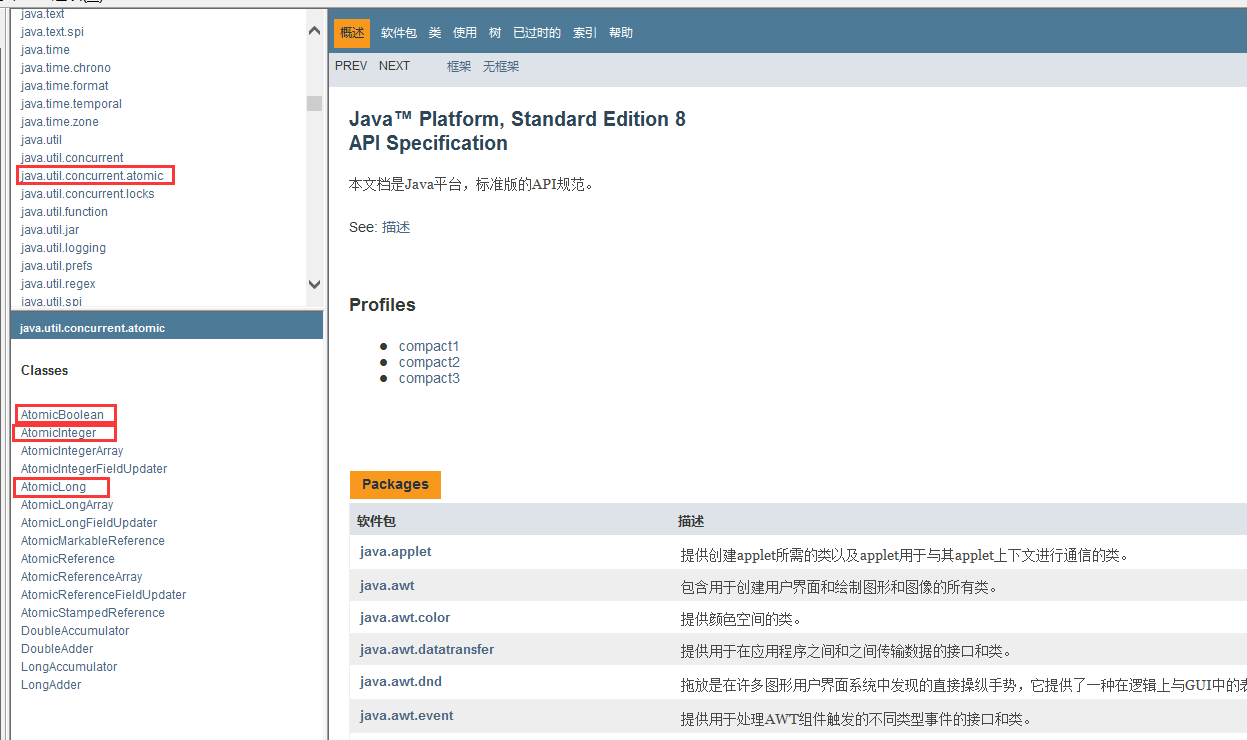 java.text
java.text.spi
java.time
java.time.chrono
java.time.format
java.time.temporal
java.time.zone
java.util
java.util.concurrent
java.util.concurrent.atomic
java.util.concurrent.locks
java.util.function
java.util.jar
java.util.logging
java.util.prefs
java.util.regex
java.util.spi
java.util.concurrent.atomic
Classes
AtomicBoolean
AtomicInteger
AtomicIntegerArray
AtomicIntegerFieldUpdater
AtomicLong
AtomicLongArray
AtomicLongFieldUpdater
AtomicMarkableReference
AtomicReference
AtomicReferenceArray
AtomicReferenceFieldUpdater
AtomicStampedReference
DoubleAccumulator
DoubleAdder
LongAccumulator
LongAdder
概述 软件包 类 使用 树 已过时的 索引 帮助
PREV NEXT 框架 无框架
Java™ Platform, Standard Edition 8
API Specification
本文档是Java平台，标准版的API规范。
See: 描述
Profiles
● compact1
● compact2
● compact3
Packages
软件包 描述
java.applet 提供创建applet所需的类以及applet用于与其applet上下文进行通信的类。
java.awt 包含用于创建用户界面和绘制图形和图像的所有类。
java.awt.color 提供颜色空间的类。
java.awt.datatransfer 提供用于在应用程序之间和之间传输数据的接口和类。
java.awt.dnd 拖放是在许多图形用户界面系统中发现的直接操纵手势，它提供了一种在逻辑上与GUI中的
java.awt.event 提供用于处理AWT组件触发的不同类型事件的接口和类。